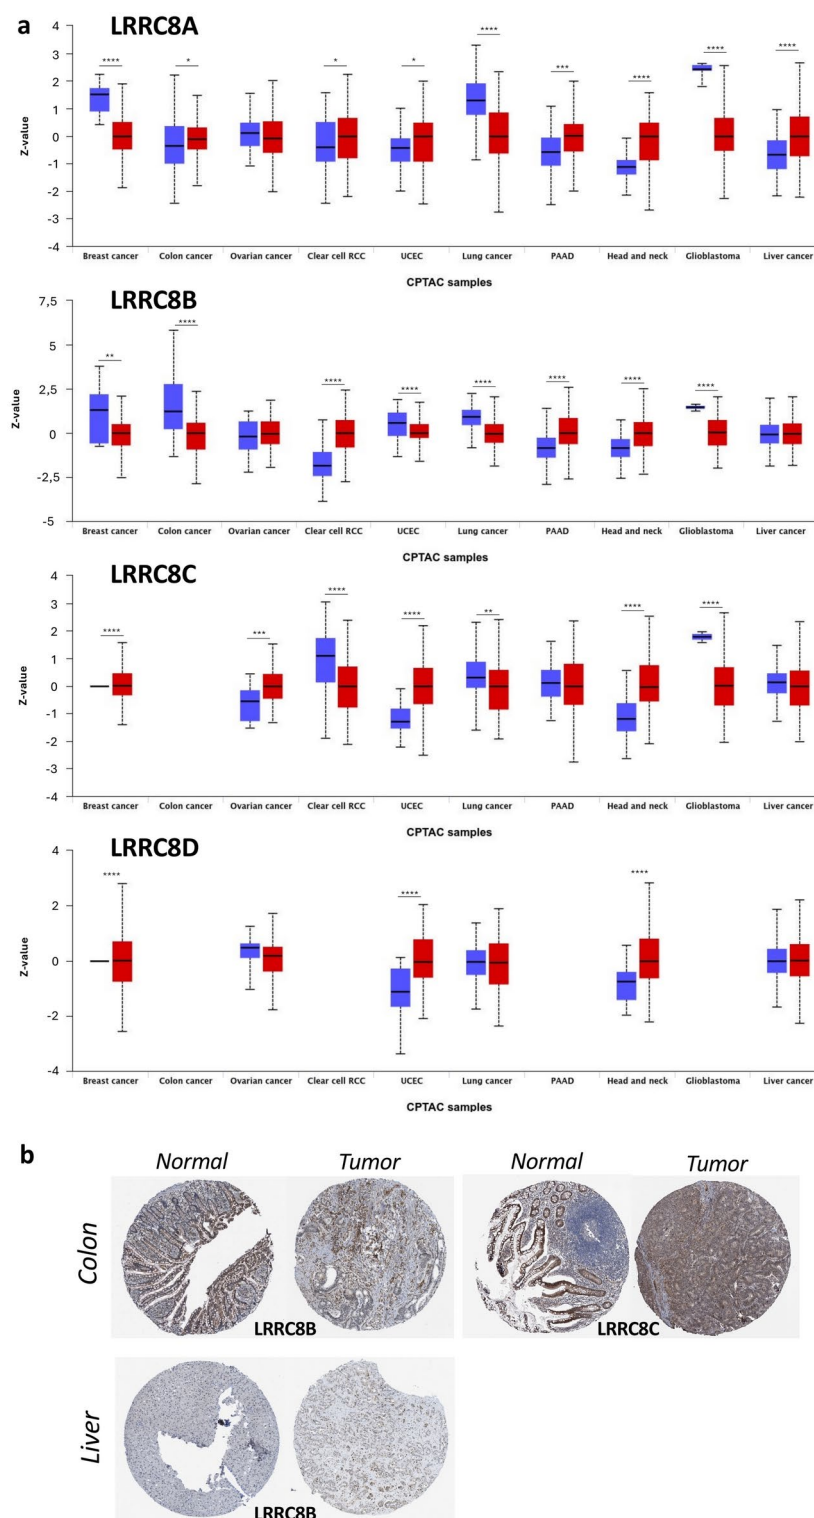 a
LRRC8A
4
3
2
1
0
-1
-2
-3
-4
Z-value
**** * * * **** *** **** **** ****
Breast cancer Colon cancer Ovarian cancer Clear cell RCC UCEC Lung cancer PAAD Head and neck Glioblastoma Liver cancer
CPTAC samples
LRRC8B
7,5
5
2,5
0
-2,5
-5
Z-value
** **** **** **** **** **** **** ****
Breast cancer Colon cancer Ovarian cancer Clear cell RCC UCEC Lung cancer PAAD Head and neck Glioblastoma Liver cancer
CPTAC samples
LRRC8C
4
3
2
1
0
-1
-2
-3
-4
Z-value
**** *** **** **** ** **** ****
Breast cancer Colon cancer Ovarian cancer Clear cell RCC UCEC Lung cancer PAAD Head and neck Glioblastoma Liver cancer
CPTAC samples
LRRC8D
4
2
0
-2
-4
Z-value
**** **** ****
Breast cancer Colon cancer Ovarian cancer Clear cell RCC UCEC Lung cancer PAAD Head and neck Glioblastoma Liver cancer
CPTAC samples
b
Normal Tumor Normal Tumor
Colon
LRRC8B LRRC8C
Liver
LRRC8B